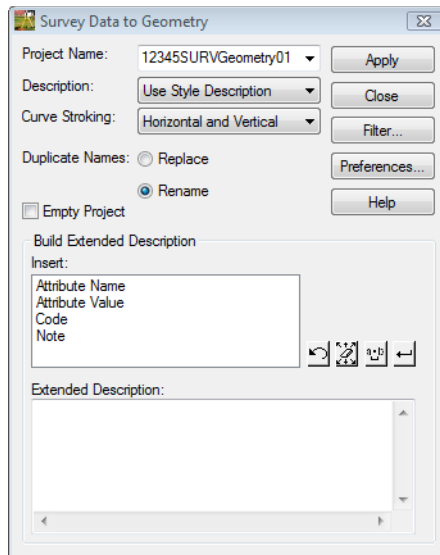 Survey Data to Geometry
Project Name: 12345SURVGeometry01 Apply
Description: Use Style Description Close
Curve Stroking: Horizontal and Vertical Filter...
Duplicate Names: Replace Preferences...
Rename
Empty Project Help
Build Extended Description
Insert:
Attribute Name
Attribute Value
Code
Note
Extended Description: